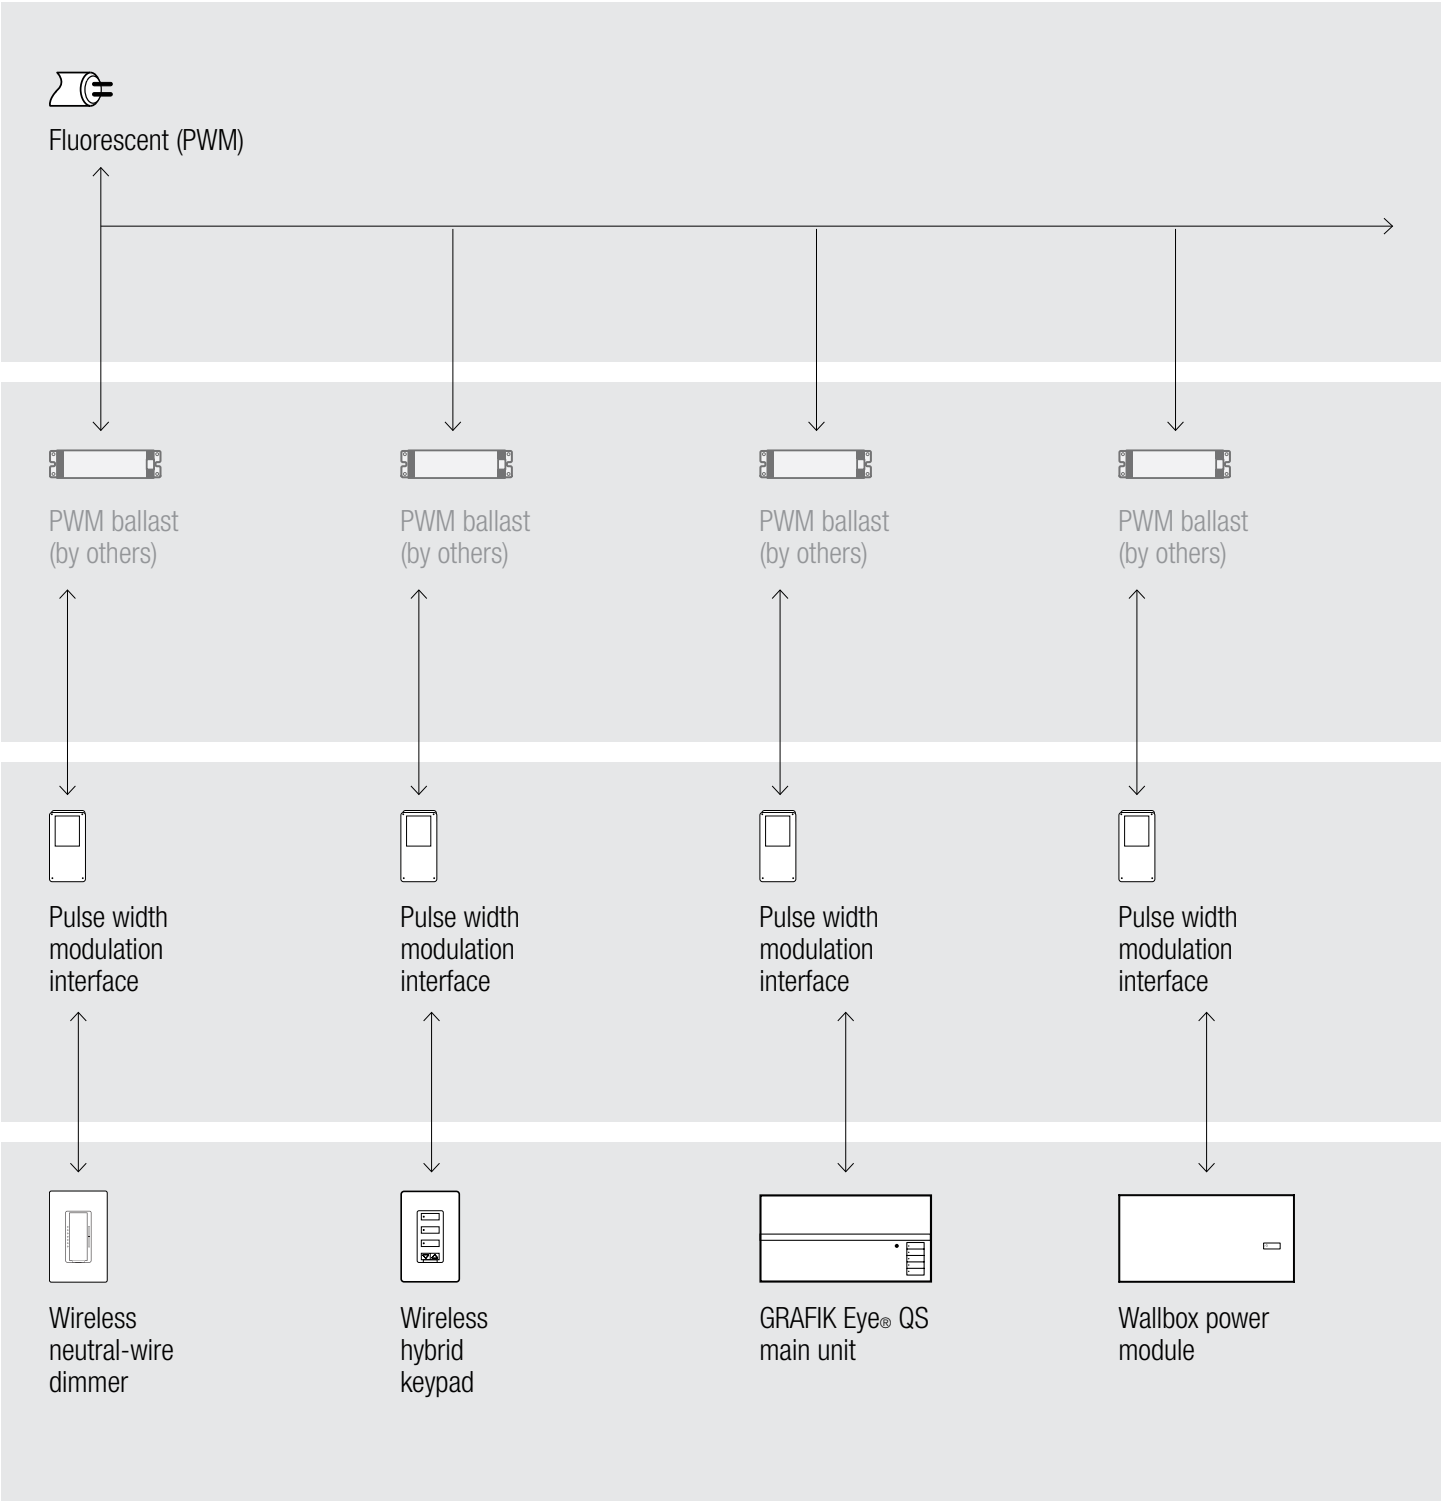 Fluorescent (PWM)
PWM ballast
(by others)
PWM ballast
(by others)
PWM ballast
(by others)
PWM ballast
(by others)
Pulse width
modulation
interface
Pulse width
modulation
interface
Pulse width
modulation
interface
Pulse width
modulation
interface
Wireless
neutral-wire
dimmer
Wireless
hybrid
keypad
GRAFIK Eye® QS
main unit
Wallbox power
module